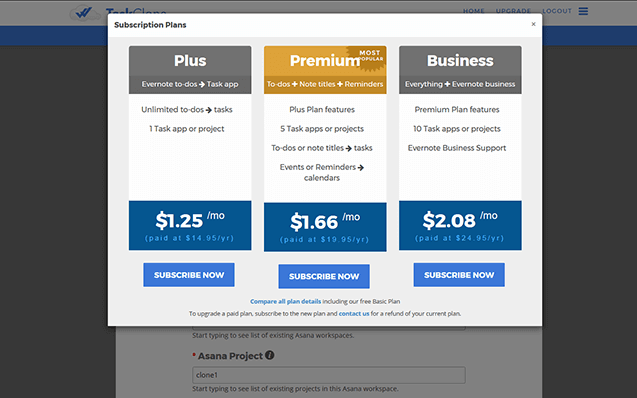 TaskClone
HOME UPGRADE LOGOUT
Subscription Plans ×
Plus
Evernote to-dos → Task app
Unlimited to-dos → tasks
1 Task app or project
$1.25 /mo
(paid at $14.95/yr)
SUBSCRIBE NOW
MOST
POPULAR
Premium
To-dos + Note titles + Reminders
Plus Plan features
5 Task apps or projects
To-dos or note titles → tasks
Events or Reminders →
calendars
$1.66 /mo
(paid at $19.95/yr)
SUBSCRIBE NOW
Business
Everything + Evernote business
Premium Plan features
10 Task apps or projects
Evernote Business Support
$2.08 /mo
(paid at $24.95/yr)
SUBSCRIBE NOW
Compare all plan details including our free Basic Plan
To upgrade a paid plan, subscribe to the new plan and contact us for a refund of your current plan.
Start typing to see list of existing Asana workspaces.
* Asana Project
clone1
Start typing to see list of existing projects in this Asana workspace.